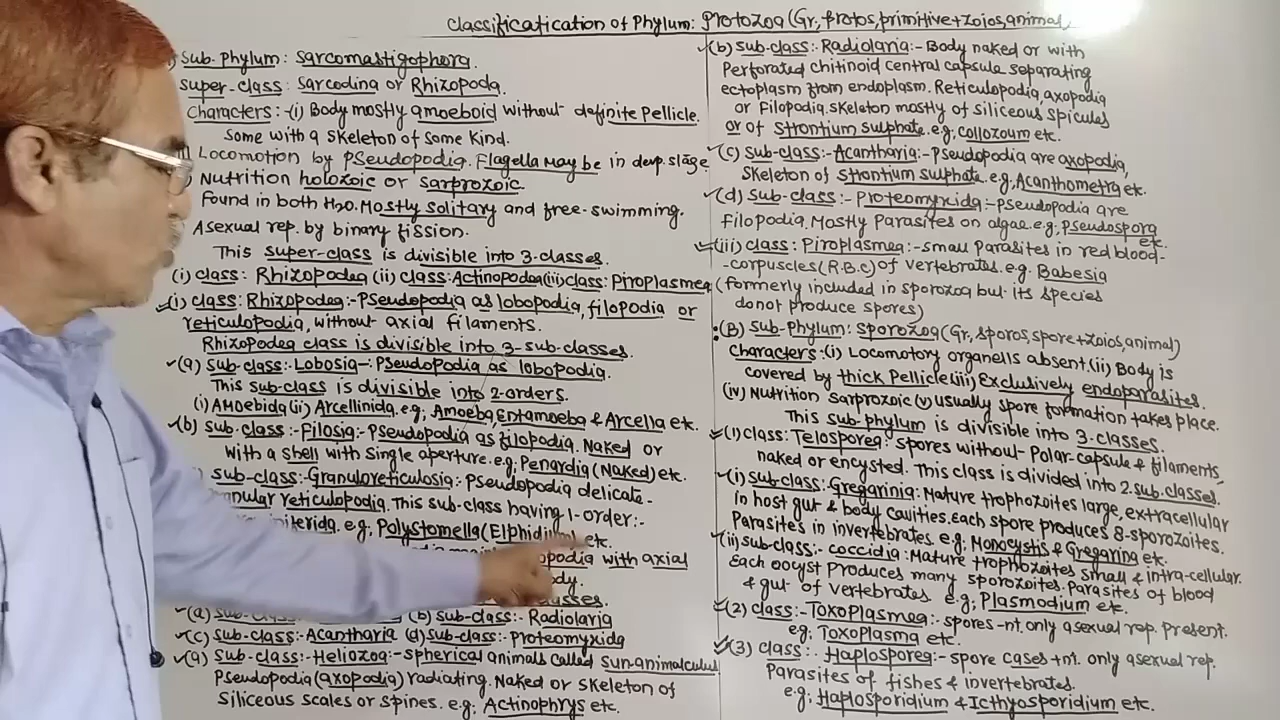 Classificatication of Phylum: Protozoa (Gr, protos, primitive+zoios, animal
Sub-Phylum: Sarcomastigophora.
Super-class: Sarcodina or Rhizopoda.
Characters:-(i) Body mostly amoeboid without definite Pellicle.
Some with a skeleton of some kind.
Locomotion by Pseudopodia. Flagella may be in devp. stage
Nutrition holozoic or sarprozoic.
Found in both H2O. Mostly solitary and free-swimming.
Asexual rep. by binary fission.
This super-class is divisible into 3-classes.
(i) class: Rhizopodea (ii) class: Actinopodea (iii) class: Piroplasmea
(i) class: Rhizopodea:- Pseudopodia as lobopodia, filopodia or
reticulopodia, without axial filaments.
Rhizopodea class is divisible into 3-sub-classes.
(a) Sub-class: Lobosia-: Pseudopodia as lobopodia.
This sub-class is divisible into 2-orders.
(i) AMoebida (ii) Arcellinida. e.g; Amoeba, Entamoeba & Arcella etc.
(b) Sub-class:-Filosia:-Pseudopodia as filopodia. Naked or
with a shell with single aperture. e.g; Penardia (Naked) etc.
Sub-class:-Granuloreticulosia: Pseudopodia delicate-
granular reticulopodia. This sub-class having 1-order:-
e.g; Polystomella (Elphidium) etc.
with axial
body.
(b) Sub-class:- Radiolaria
(c) Sub-class:-Acantharia (d) Sub-class:- Proteomyxida
(a) Sub-class:-Heliozoa:-spherical animals called sun-animalculus
Pseudopodia (axopodia) radiating. Naked or skeleton of
Siliceous scales or spines. e.g; Actinophrys etc.
(b) Sub-class:- Radiolaria:- Body naked or with
Perforated chitinoid central capsule separating
ectoplasm from endoplasm. Reticulopodia, axopodia
or Filopodia. Skeleton mostly of siliceous spicules
or of strontium sulphate. e.g; collozoum etc.
(c) Sub-class:-Acantharia:-Pseudopodia are axopodia,
Skeleton of strontium sulphate. e.g; Acanthometra etc.
(d) Sub-class:- Proteomyxida:-pseudopodia are
filopodia. Mostly Parasites on algae. e.g; Pseudospora
etc.
(iii) class: Piroplasmea:-small Parasites in red blood-
-corpuscles (R.B.C) of vertebrates. e.g. Babesia
(formerly included in sporozoa but its species
donot produce spores)
(B) Sub-phylum: Sporozoa (Gr, sporos, spore+zoios, animal)
Characters: (i) Locomotory organells absent. (ii) Body is
covered by thick Pellicle (iii) Exclusively endoparasites.
(iv) Nutrition sarprozoic (v) usually spore formation takes place.
This sub-phylum is divisible into 3-classes.
(1) class: Telosporea: spores without Polar-capsule & filaments,
naked or encysted. This class is divided into 2 sub.classes.
(i) Sub-class: Gregarinia: Mature trophozoites large, extracellular
in host gut & body cavities. Each spore produces 8-sporozoites.
Parasites in invertebrates e.g; Monocystis & Gregarina etc.
(ii) Sub-class:- coccidia: Mature trophozoites small & intra-cellular.
Each oocyst produces many sporozoites. Parasites of blood
& gut of vertebrates e.g; Plasmodium etc.
(2) class:-Toxoplasmea:- spores -nt. only asexual rep. present.
e.g; Toxoplasma etc.
(3) class:- Haplosporea:- spore cases +nt. only asexual rep.
Parasites of fishes & invertebrates.
e.g; Haplosporidium & Icthyosporidium etc.